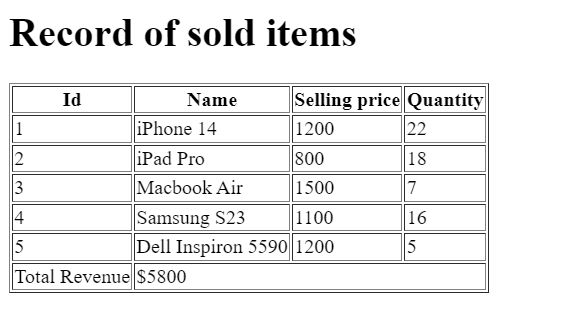 Record of sold items
Id Name Selling price Quantity
1 iPhone 14 1200 22
2 iPad Pro 800 18
3 Macbook Air 1500 7
4 Samsung S23 1100 16
5 Dell Inspiron 5590 1200 5
Total Revenue $5800